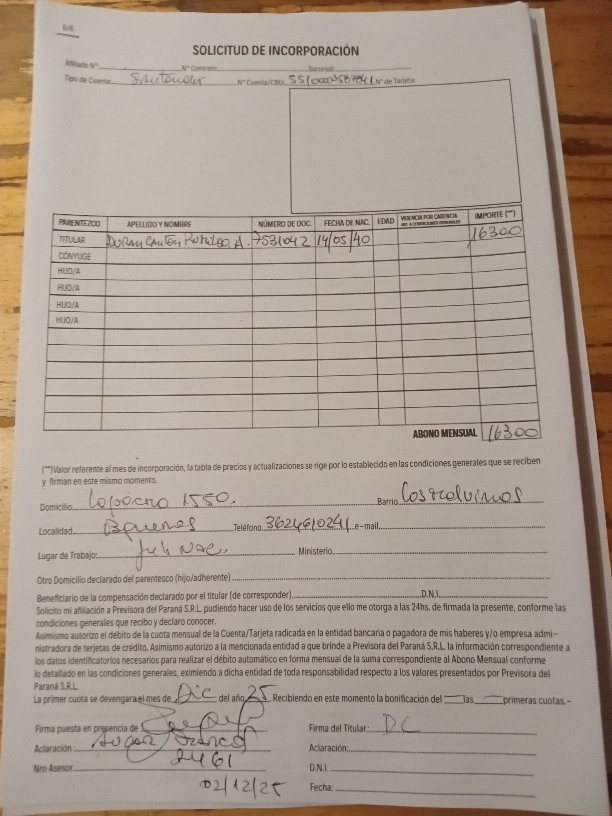 6/6
SOLICITUD DE INCORPORACIÓN
Afiliado N°: N° Contrato: Sucursal:
Tipo de Cuenta: Santander N° Cuenta/CBU: N° de Tarjeta:
PARENTEZCO APELLIDO Y NOMBRE NÚMERO DE DOC. FECHA DE NAC. EDAD VIGENCIA POR CARENCIA IMPORTE (**)
TITULAR DURAN A. 7531042 14/05/40 16300
CONYUGE
HIJO/A
HIJO/A
HIJO/A
HIJO/A
ABONO MENSUAL 16300
(**)Valor referente al mes de incorporación, la tabla de precios y actualizaciones se rige por lo establecido en las condiciones generales que se reciben
y firman en este mismo momento.
Domicilio 1550. Barrio
Localidad Teléfono 3624610241 e-mail
Lugar de Trabajo: Ministerio
Otro Domicilio declarado del parentesco (hijo/adherente)
Beneficiario de la compensación declarado por el titular (de corresponder) D.N.I.
Solicito mi afiliación a Previsora del Paraná S.R.L. pudiendo hacer uso de los servicios que ello me otorga a las 24hs. de firmada la presente, conforme las
condiciones generales que recibo y declaro conocer.
Asimismo autorizo el débito de la cuota mensual de la Cuenta/Tarjeta radicada en la entidad bancaria o pagadora de mis haberes y/o empresa admi-
nistradora de terjetas de crédito. Asimismo autorizo a la mencionada entidad a que brinde a Previsora del Paraná S.R.L. la información correspondiente a
los datos identificatorios necesarios para realizar el débito automático en forma mensual de la suma correspondiente al Abono Mensual conforme
lo detallado en las condiciones generales, eximiendo a dicha entidad de toda responsabilidad respecto a los valores presentados por Previsora del
Paraná S.R.L
La primer cuota se devengara el mes de Dic del año 25. Recibiendo en este momento la bonificación del las primeras cuotas.-
Firma puesta en presencia de Firma del Titular: DC
Aclaración: Franco Aclaración:
Nro Asesor 2461 D.N.I.
02/12/25 Fecha: